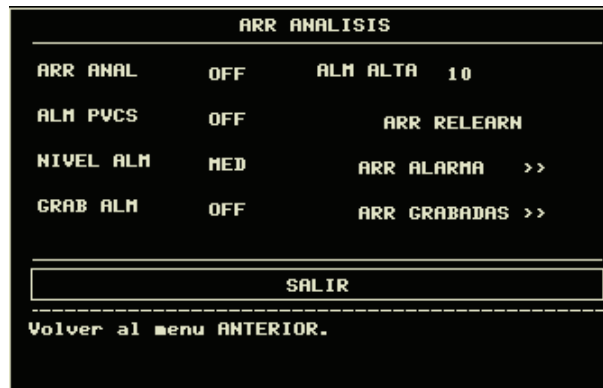 ARR ANALISIS
ARR ANAL OFF ALM ALTA 10
ALM PVCS OFF ARR RELEARN
NIVEL ALM MED ARR ALARMA >>
GRAB ALM OFF ARR GRABADAS >>
SALIR
Volver al menu ANTERIOR.